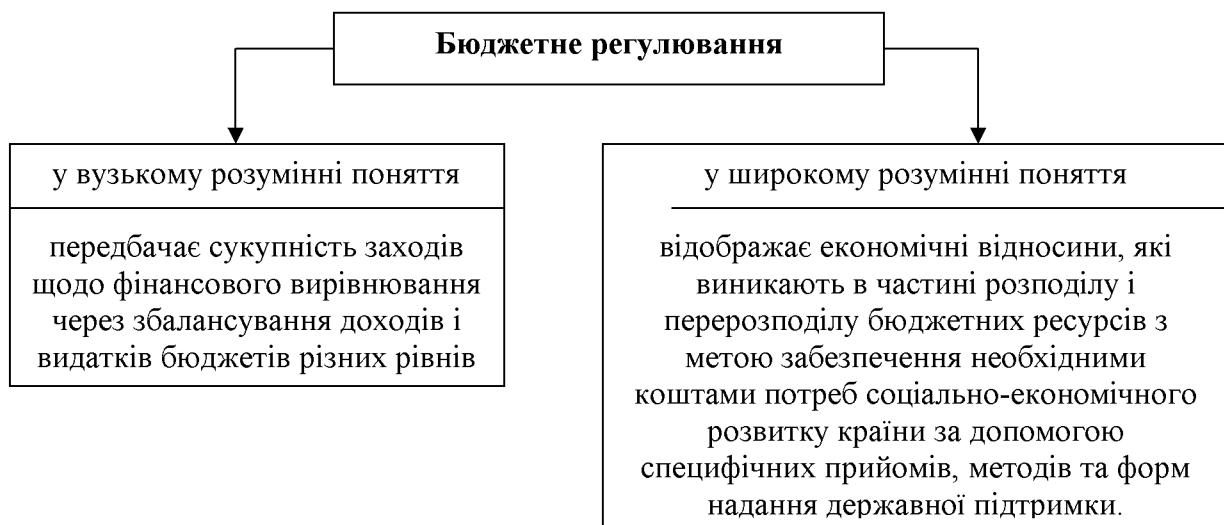 Бюджетне регулювання
у вузькому розумінні поняття
передбачає сукупність заходів
щодо фінансового вирівнювання
через збалансування доходів і
видатків бюджетів різних рівнів
у широкому розумінні поняття
відображає економічні відносини, які
виникають в частині розподілу і
перерозподілу бюджетних ресурсів з
метою забезпечення необхідними
коштами потреб соціально-економічного
розвитку країни за допомогою
специфічних прийомів, методів та форм
надання державної підтримки.